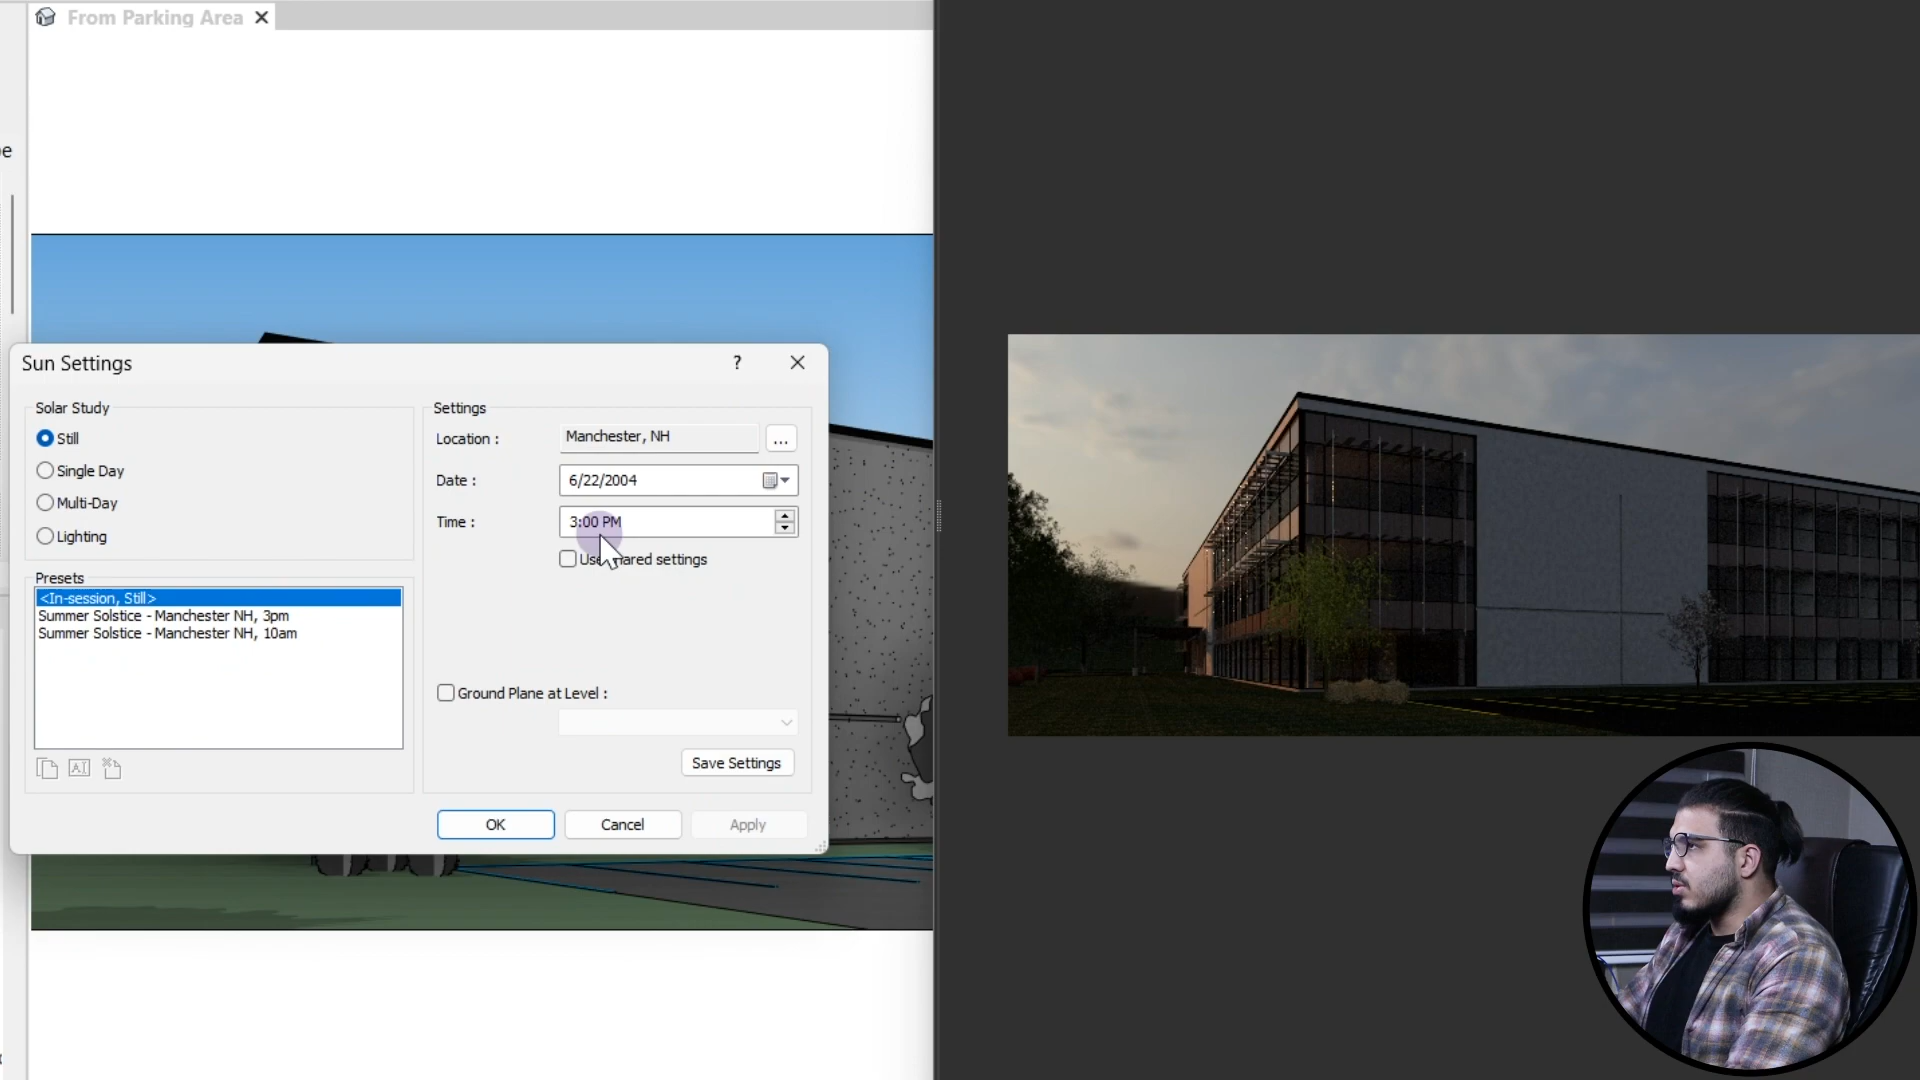 From Parking Area
Sun Settings
?
Solar Study
Still
Single Day
Multi-Day
Lighting
Presets
<In-session, Still>
Summer Solstice - Manchester NH, 3pm
Summer Solstice - Manchester NH, 10am
Settings
Location :
Manchester, NH
...
Date :
6/22/2004
Time :
3:00 PM
Use shared settings
Ground Plane at Level :
Save Settings
OK
Cancel
Apply